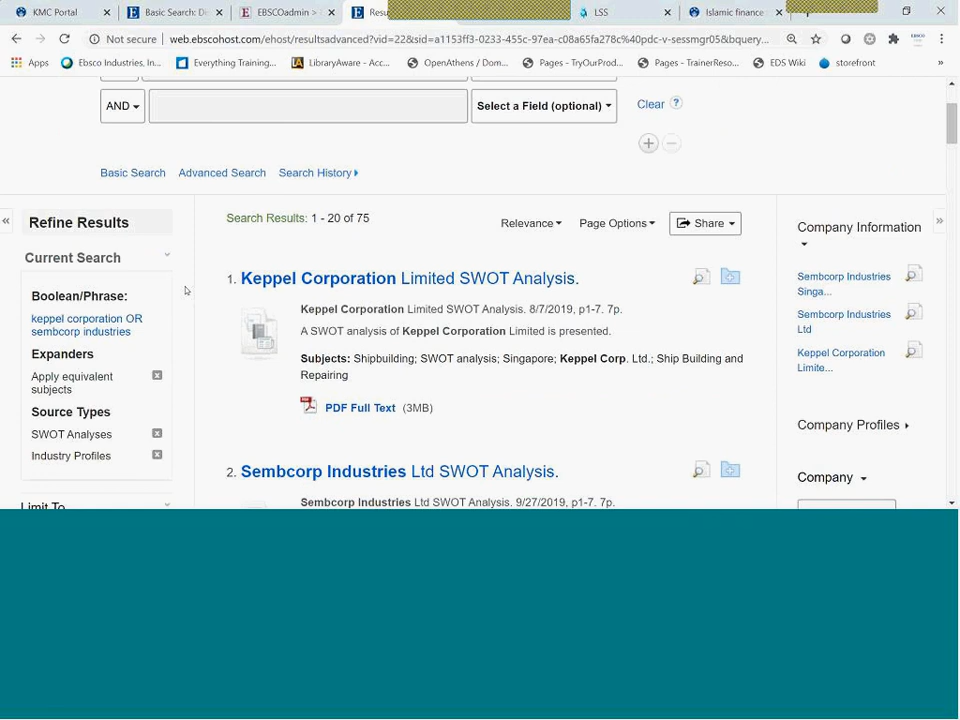 KMC Portal
Basic Search: Di
EBSCOadmin >
Resu
LSS
Islamic finance
Not secure | web.ebscohost.com/ehost/resultsadvanced?vid=22&sid=a1153ff3-0233-455c-97ea-c08a65fa278c%40pdc-v-sessmgr05&bquery...
Apps
Ebsco Industries, In...
Everything Training...
LibraryAware - Acc...
OpenAthens / Dom...
Pages - TryOurProd...
Pages - TrainerReso...
EDS Wiki
storefront
»
AND
Select a Field (optional)
Clear ?
Basic Search
Advanced Search
Search History
«
Refine Results
Current Search
Boolean/Phrase:
keppel corporation OR
sembcorp industries
Expanders
Apply equivalent
subjects
Source Types
SWOT Analyses
Industry Profiles
Limit To
Search Results: 1 - 20 of 75
Relevance
Page Options
Share
1. Keppel Corporation Limited SWOT Analysis.
Keppel Corporation Limited SWOT Analysis. 8/7/2019, p1-7. 7p.
A SWOT analysis of Keppel Corporation Limited is presented.
Subjects: Shipbuilding; SWOT analysis; Singapore; Keppel Corp. Ltd.; Ship Building and
Repairing
PDF Full Text (3MB)
2. Sembcorp Industries Ltd SWOT Analysis.
Sembcorp Industries Ltd SWOT Analysis. 9/27/2019, p1-7. 7p.
Company Information
»
Sembcorp Industries
Singa...
Sembcorp Industries
Ltd
Keppel Corporation
Limite...
Company Profiles
Company